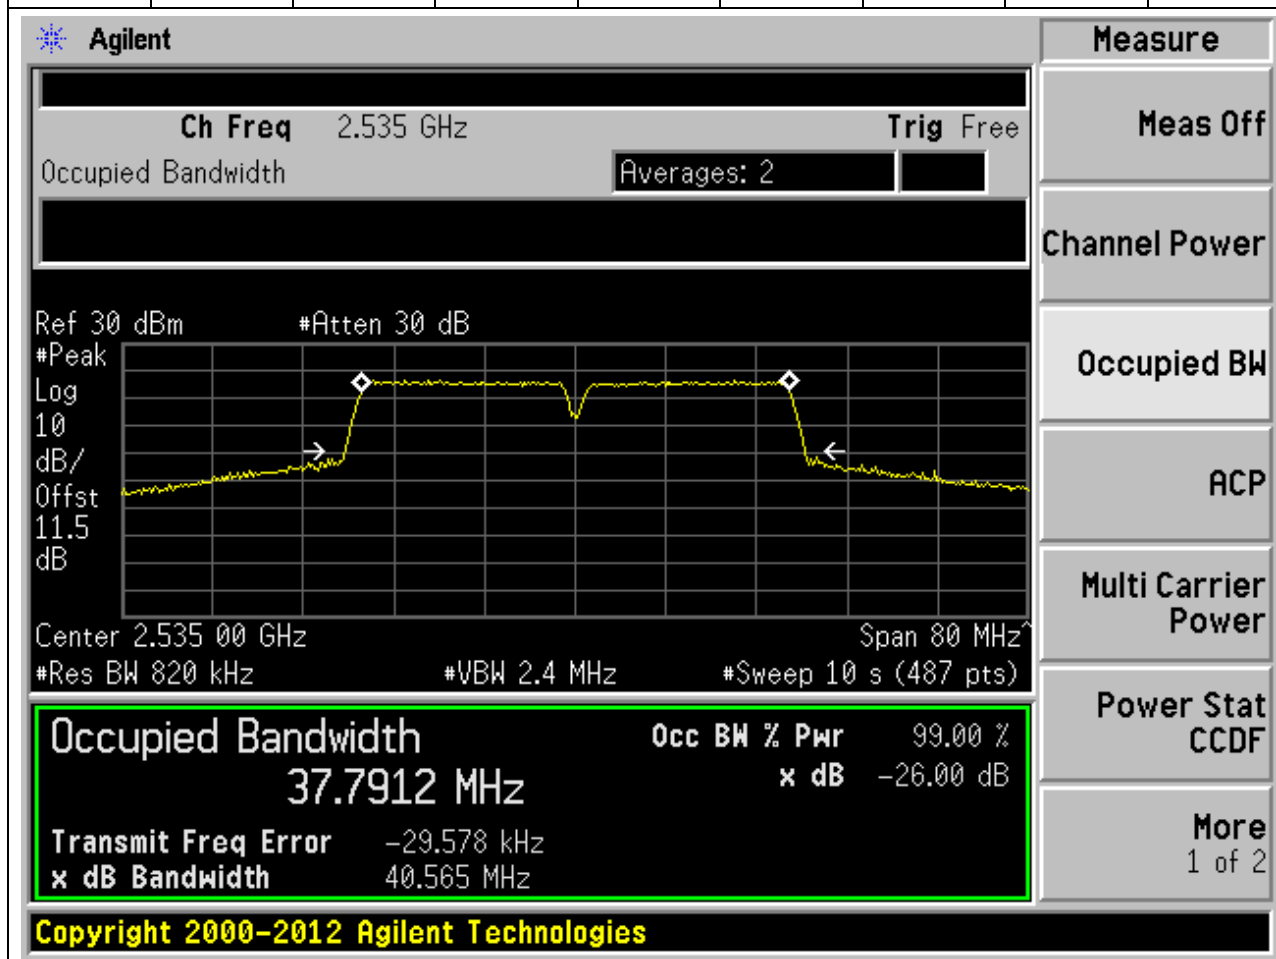 Agilent
Measure
Ch Freq 2.535 GHz Trig Free
Meas Off
Occupied Bandwidth Averages: 2
Channel Power
Ref 30 dBm #Atten 30 dB
#Peak
Log
10
dB/
Offst
11.5
dB
Occupied BW
ACP
Center 2.535 00 GHz Span 80 MHz^
#Res BW 820 kHz #VBW 2.4 MHz #Sweep 10 s (487 pts)
Multi Carrier
Power
Occupied Bandwidth Occ BW % Pwr 99.00 %
37.7912 MHz x dB -26.00 dB
Power Stat
CCDF
Transmit Freq Error -29.578 kHz
x dB Bandwidth 40.565 MHz
More
1 of 2
Copyright 2000-2012 Agilent Technologies